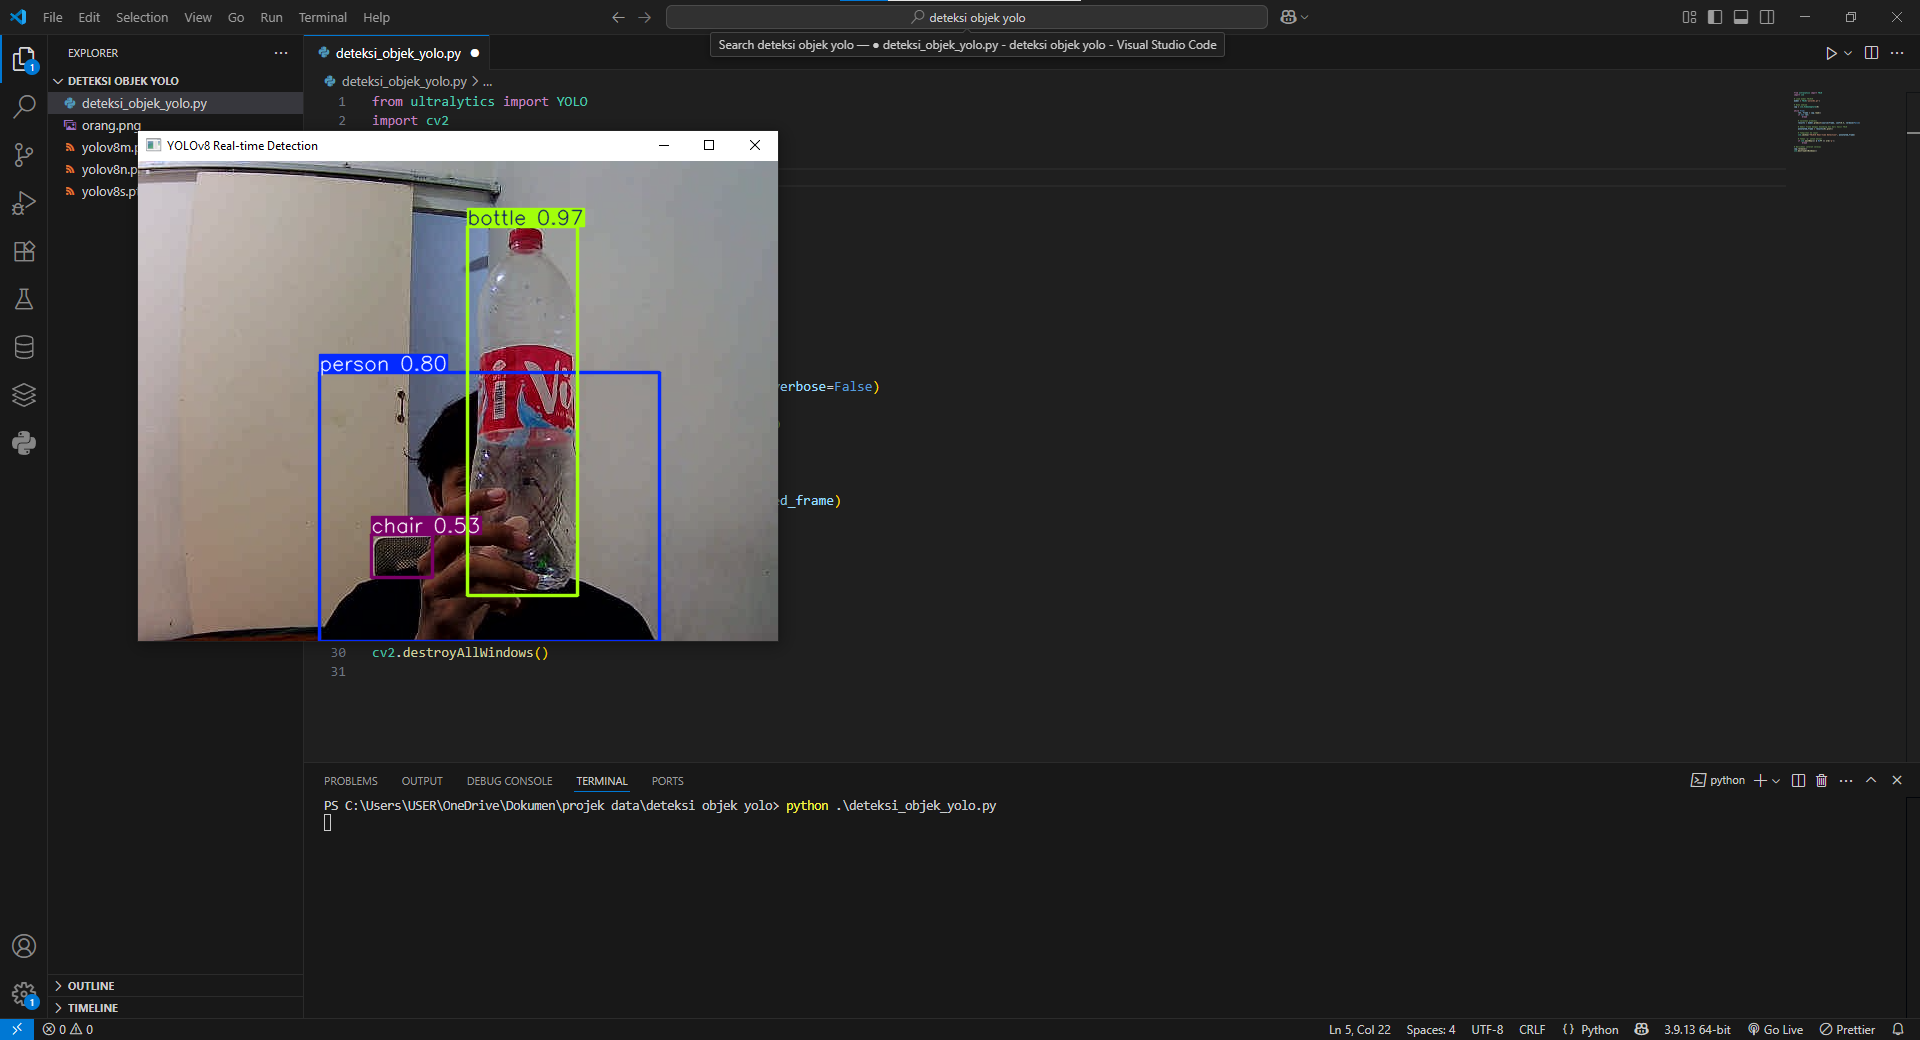 File Edit Selection View Go Run Terminal Help
deteksi objek yolo
Search deteksi objek yolo — ● deteksi_objek_yolo.py - deteksi objek yolo - Visual Studio Code
EXPLORER
DETEKSI OBJEK YOLO
deteksi_objek_yolo.py
orang.png
yolov8m.p
yolov8n.p
yolov8s.p
deteksi_objek_yolo.py
deteksi_objek_yolo.py > ...
1 from ultralytics import YOLO
2 import cv2
YOLOv8 Real-time Detection
bottle 0.97
person 0.80
chair 0.53
Vi
erbose=False)
d_frame)
30 cv2.destroyAllWindows()
31
PROBLEMS OUTPUT DEBUG CONSOLE TERMINAL PORTS
python
PS C:\Users\USER\OneDrive\Dokumen\projek data\deteksi objek yolo> python .\deteksi_objek_yolo.py
OUTLINE
TIMELINE
1
1
0 0
Ln 5, Col 22 Spaces: 4 UTF-8 CRLF {} Python 3.9.13 64-bit Go Live Prettier